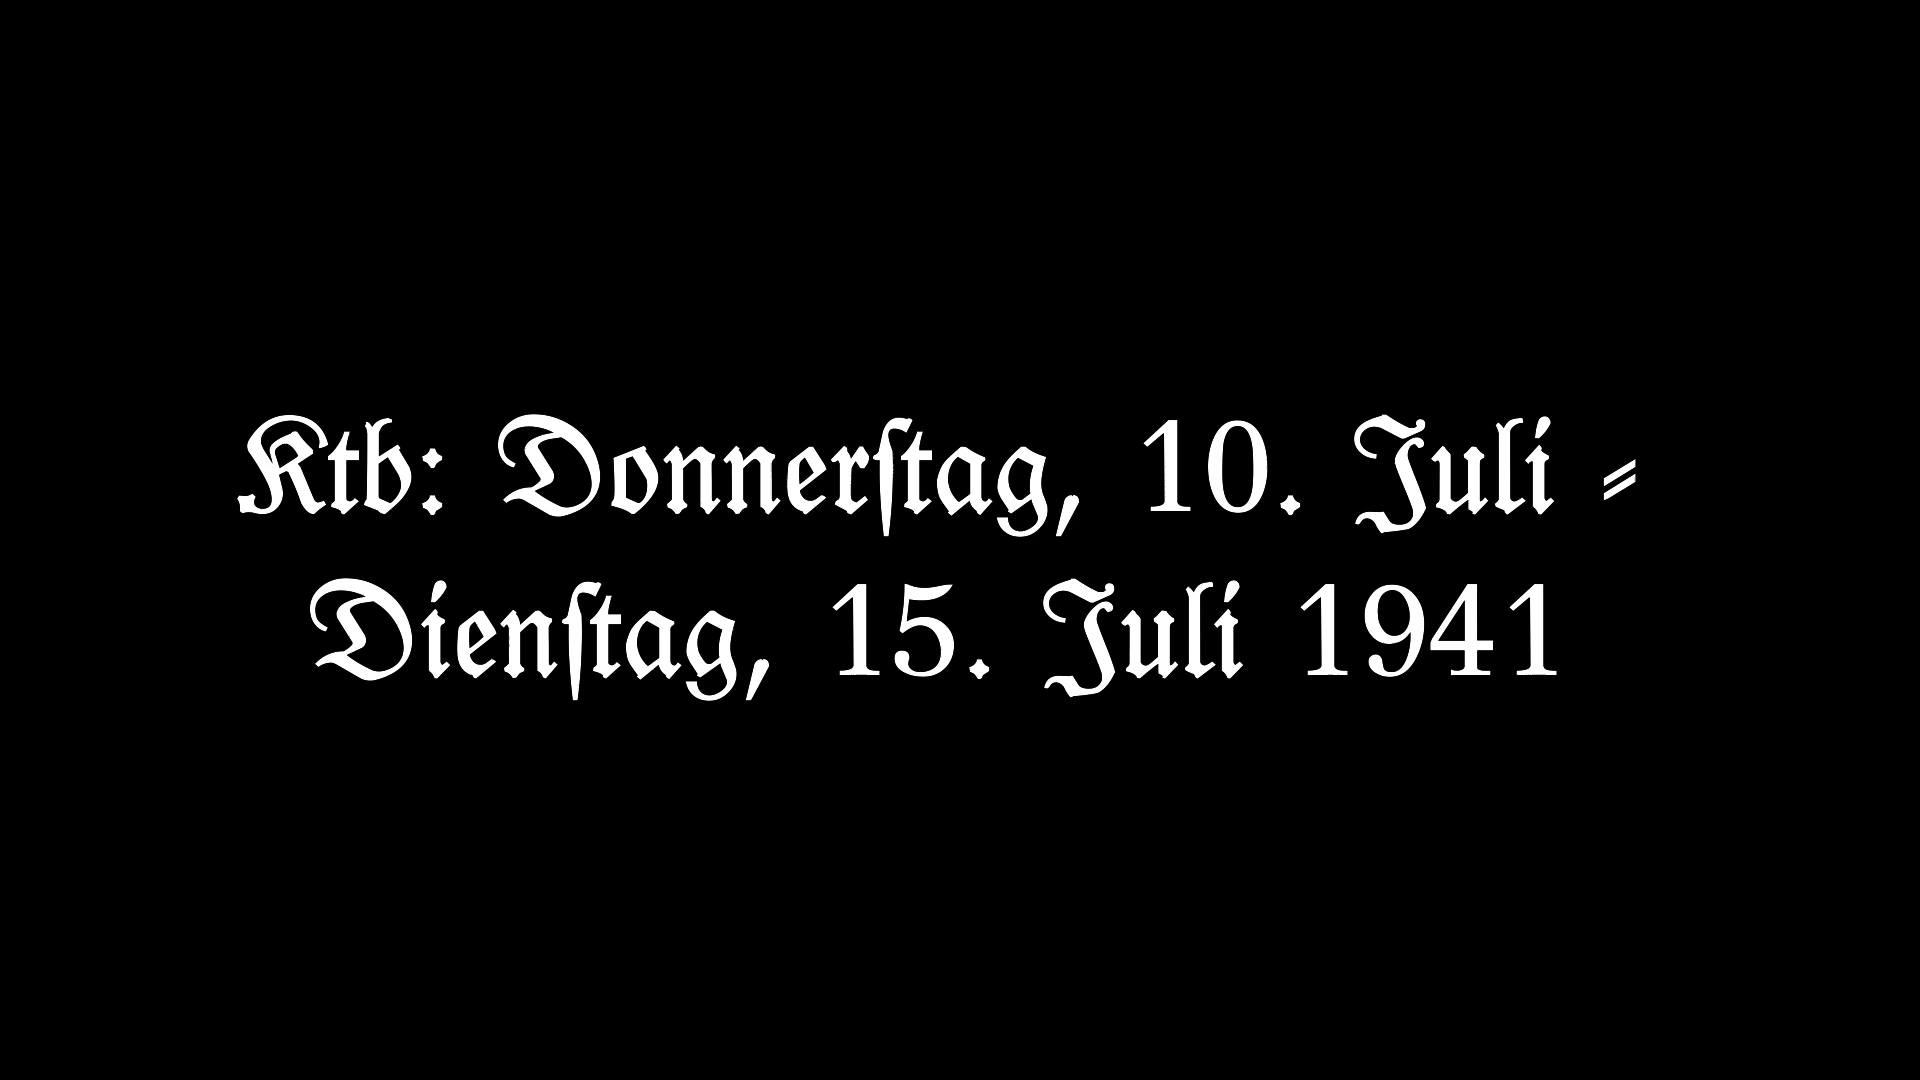 Ktb: Donnerſtag, 10. Juli ⸗
Dienſtag, 15. Juli 1941